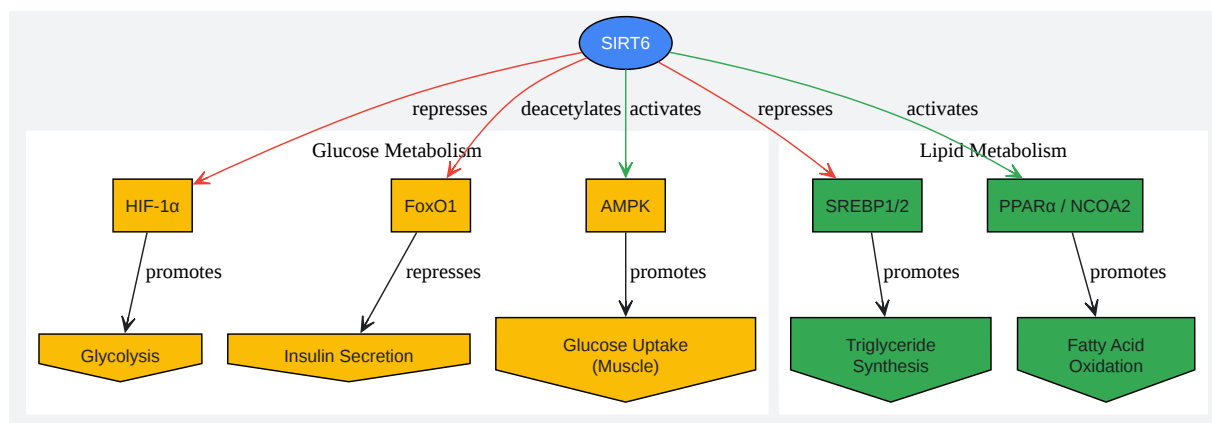 SIRT6
represses
deacetylates
activates
represses
activates
Glucose Metabolism
Lipid Metabolism
HIF-1α
FoxO1
AMPK
SREBP1/2
PPARα / NCOA2
promotes
represses
promotes
promotes
promotes
Glycolysis
Insulin Secretion
Glucose Uptake
(Muscle)
Triglyceride
Synthesis
Fatty Acid
Oxidation